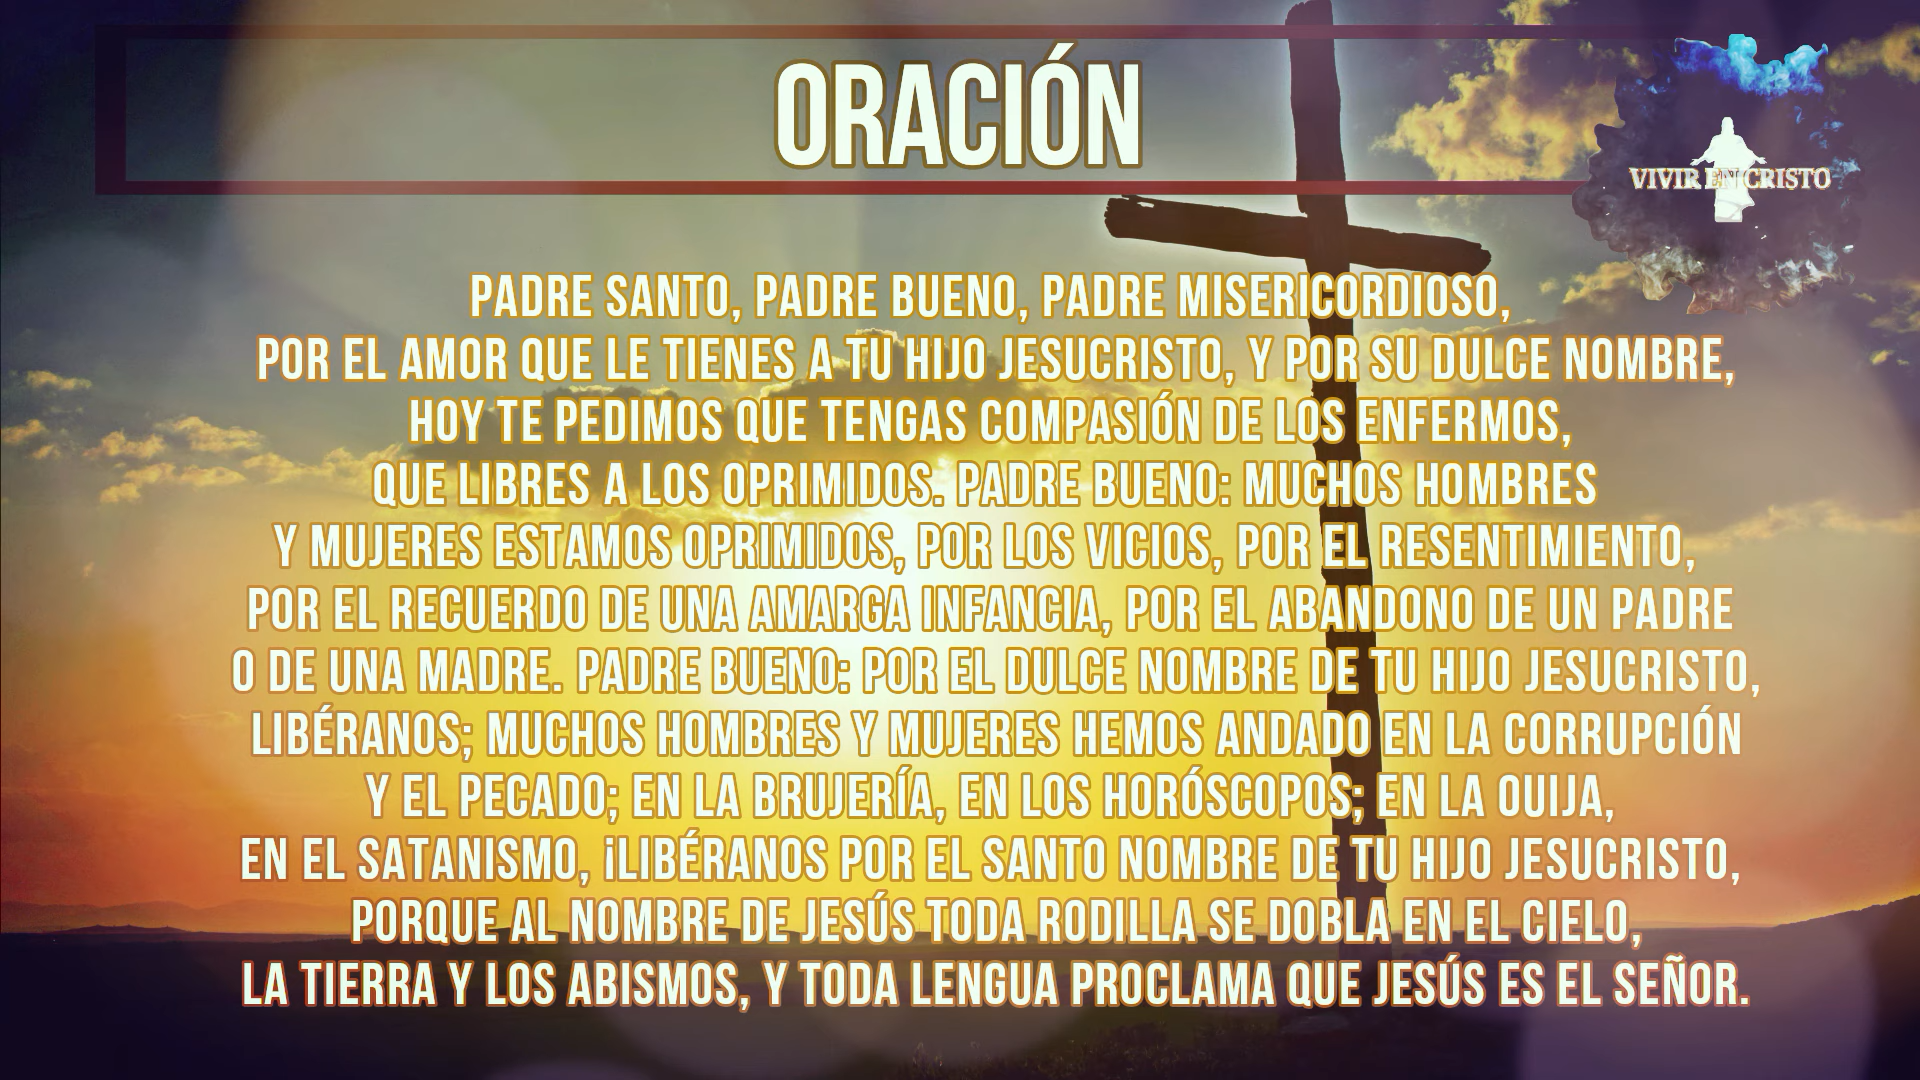 ORACIÓN
VIVIR EN CRISTO
PADRE SANTO, PADRE BUENO, PADRE MISERICORDIOSO,
POR EL AMOR QUE LE TIENES A TU HIJO JESUCRISTO, Y POR SU DULCE NOMBRE,
HOY TE PEDIMOS QUE TENGAS COMPASIÓN DE LOS ENFERMOS,
QUE LIBRES A LOS OPRIMIDOS. PADRE BUENO: MUCHOS HOMBRES
Y MUJERES ESTAMOS OPRIMIDOS, POR LOS VICIOS, POR EL RESENTIMIENTO,
POR EL RECUERDO DE UNA AMARGA INFANCIA, POR EL ABANDONO DE UN PADRE
O DE UNA MADRE. PADRE BUENO: POR EL DULCE NOMBRE DE TU HIJO JESUCRISTO,
LIBÉRANOS; MUCHOS HOMBRES Y MUJERES HEMOS ANDADO EN LA CORRUPCIÓN
Y EL PECADO; EN LA BRUJERÍA, EN LOS HORÓSCOPOS; EN LA OUIJA,
EN EL SATANISMO, ¡LIBÉRANOS POR EL SANTO NOMBRE DE TU HIJO JESUCRISTO,
PORQUE AL NOMBRE DE JESÚS TODA RODILLA SE DOBLA EN EL CIELO,
LA TIERRA Y LOS ABISMOS, Y TODA LENGUA PROCLAMA QUE JESÚS ES EL SEÑOR.